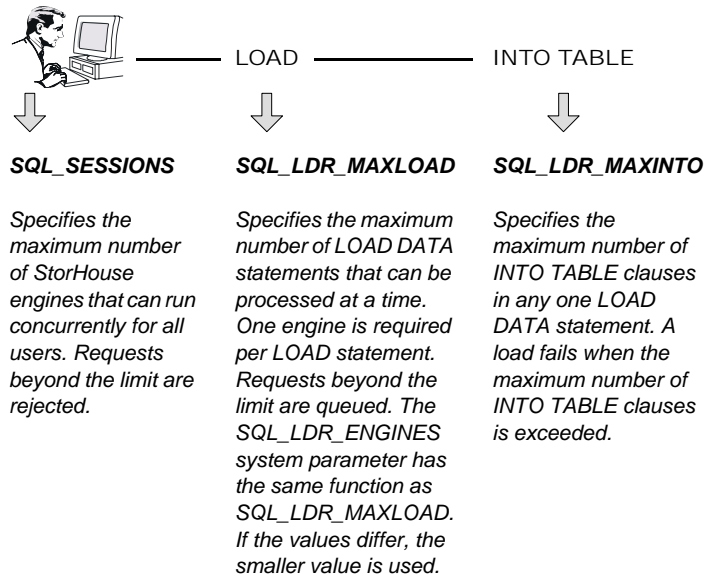 LOAD
INTO TABLE
SQL_SESSIONS
Specifies the
maximum number
of StorHouse
engines that can run
concurrently for all
users. Requests
beyond the limit are
rejected.
SQL_LDR_MAXLOAD
Specifies the maximum
number of LOAD DATA
statements that can be
processed at a time.
One engine is required
per LOAD statement.
Requests beyond the
limit are queued. The
SQL_LDR_ENGINES
system parameter has
the same function as
SQL_LDR_MAXLOAD.
If the values differ, the
smaller value is used.
SQL_LDR_MAXINTO
Specifies the
maximum number of
INTO TABLE clauses
in any one LOAD
DATA statement. A
load fails when the
maximum number of
INTO TABLE clauses
is exceeded.